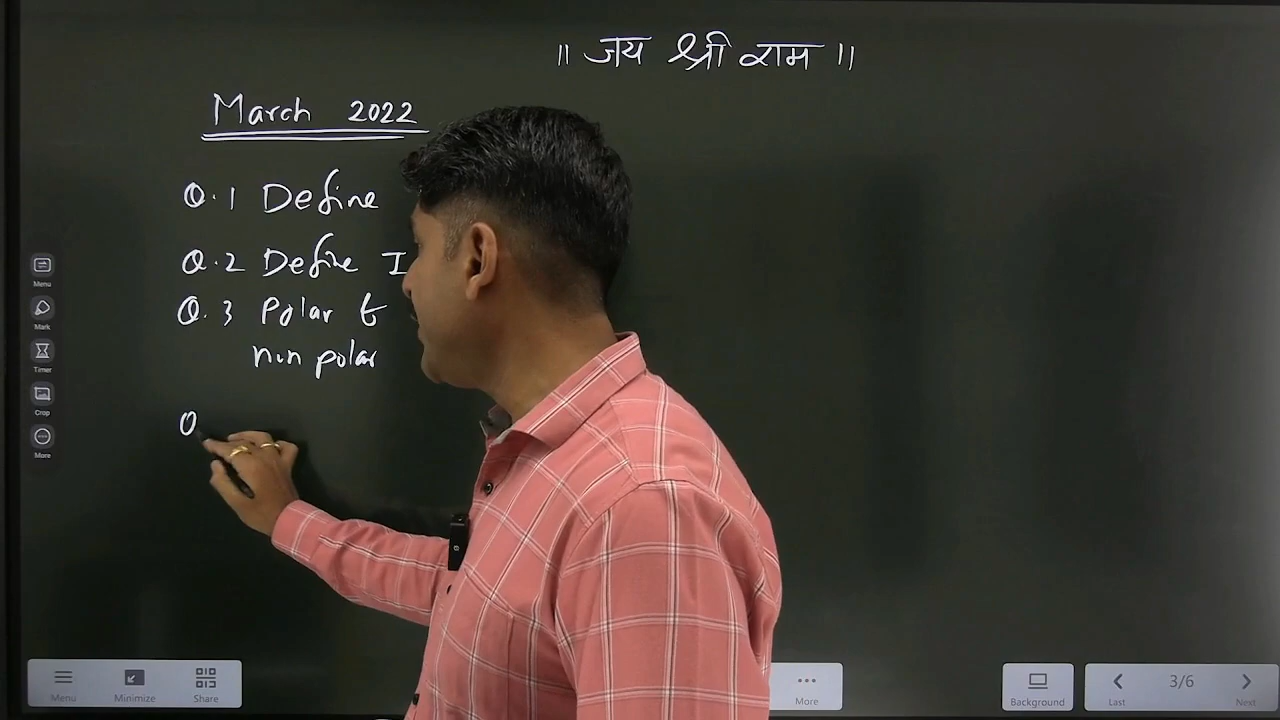 ॥ जय श्री राम ॥
March 2022
Q.1 Define
Q.2 Define I
Q.3 Polar &
non polar
Q
Menu
Mark
Timer
Crop
More
Menu
Minimize
Share
More
Background
Last
3/6
Next